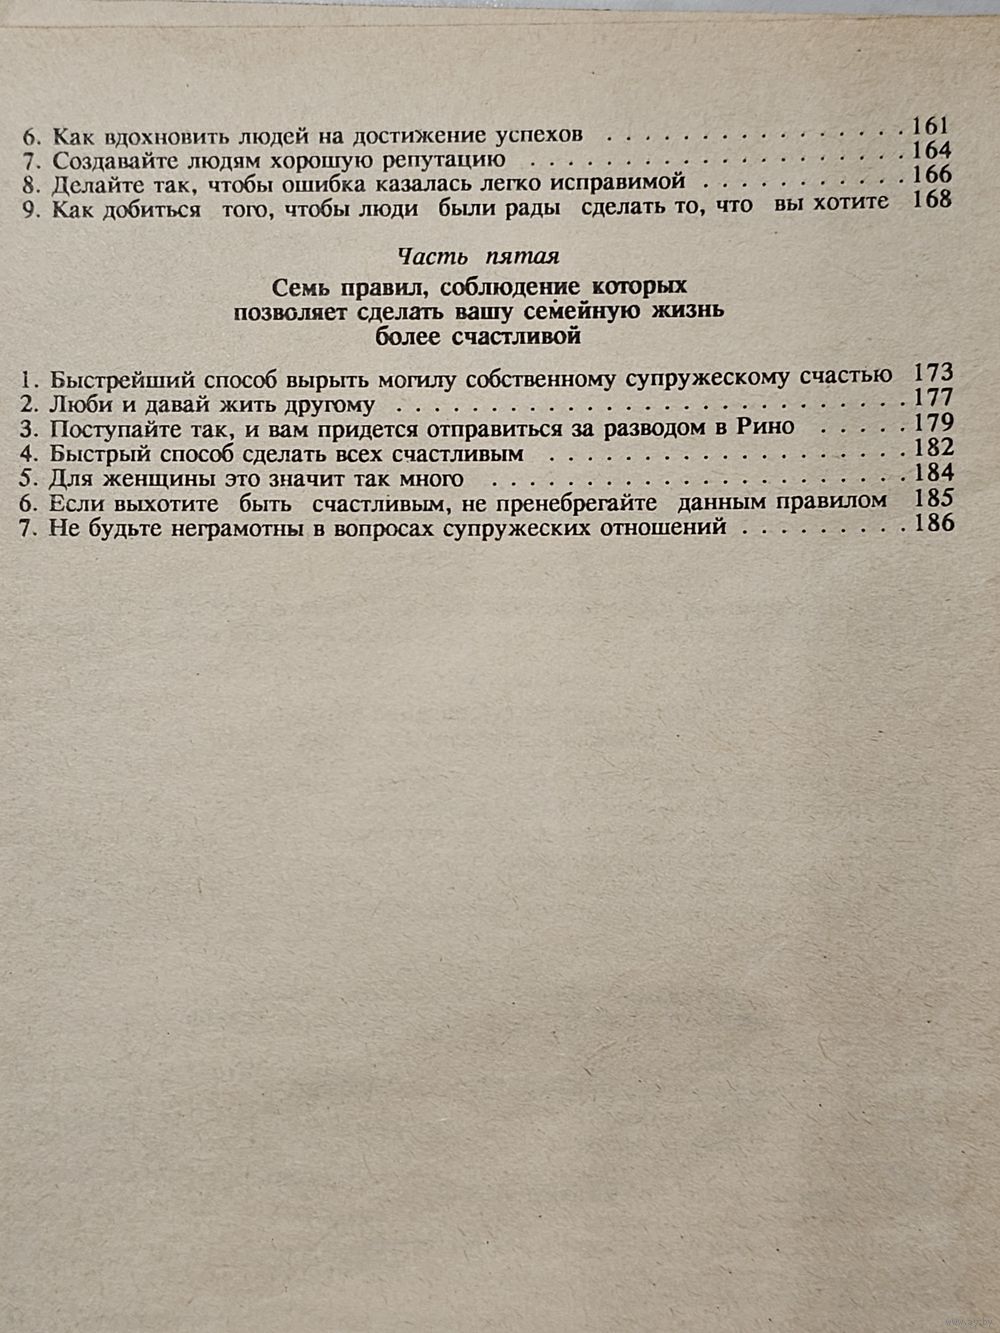 6. Как вдохновить людей на достижение успехов . . . . . . . . . . . . . . . . 161
7. Создавайте людям хорошую репутацию . . . . . . . . . . . . . . . . . . . . 164
8. Делайте так, чтобы ошибка казалась легко исправимой . . . . . . . . . . . 166
9. Как добиться того, чтобы люди были рады сделать то, что вы хотите 168
Часть пятая
Семь правил, соблюдение которых
позволяет сделать вашу семейную жизнь
более счастливой
1. Быстрейший способ вырыть могилу собственному супружескому счастью 173
2. Люби и давай жить другому . . . . . . . . . . . . . . . . . . . . . . . . . . . 177
3. Поступайте так, и вам придется отправиться за разводом в Рино . . . . . 179
4. Быстрый способ сделать всех счастливым . . . . . . . . . . . . . . . . . . . 182
5. Для женщины это значит так много . . . . . . . . . . . . . . . . . . . . . . 184
6. Если выхотите быть счастливым, не пренебрегайте данным правилом 185
7. Не будьте неграмотны в вопросах супружеских отношений . . . . . . . . . 186
www.ay.by